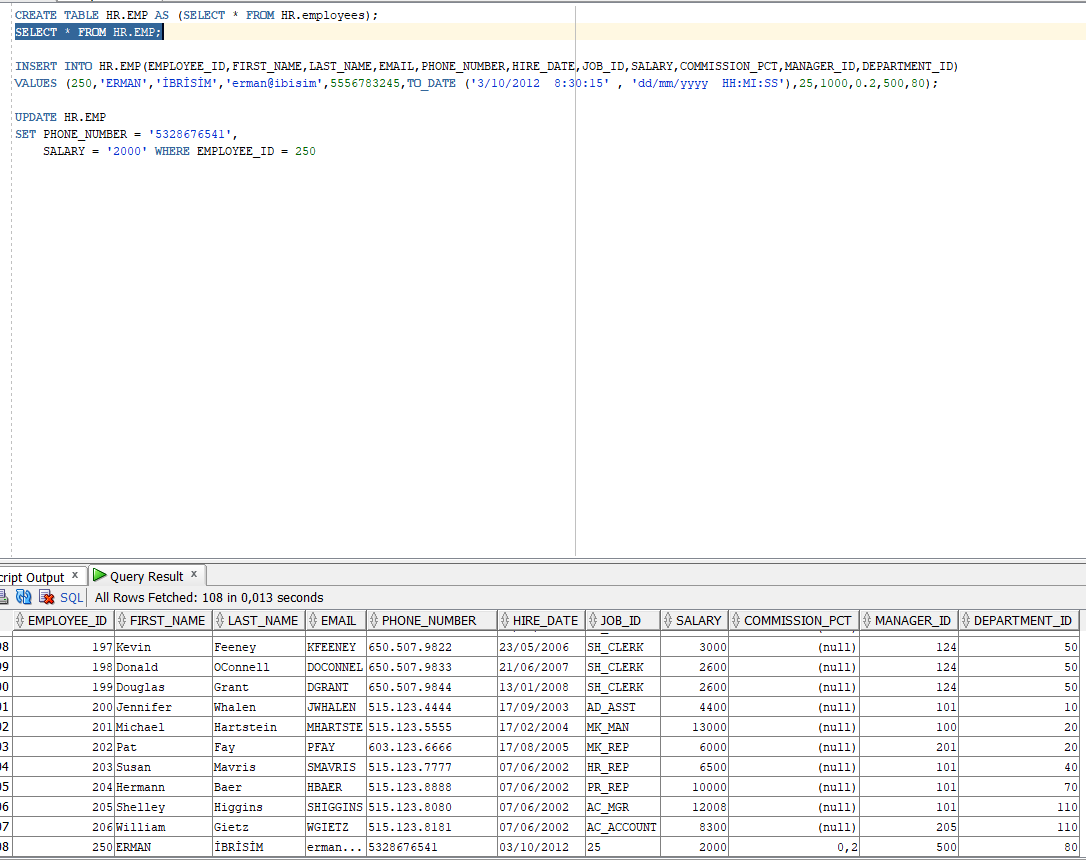 CREATE TABLE HR.EMP AS (SELECT * FROM HR.employees);
SELECT * FROM HR.EMP;
INSERT INTO HR.EMP(EMPLOYEE_ID,FIRST_NAME,LAST_NAME,EMAIL,PHONE_NUMBER,HIRE_DATE,JOB_ID,SALARY,COMMISSION_PCT,MANAGER_ID,DEPARTMENT_ID)
VALUES (250,'ERMAN','İBRİSİM','erman@ibisim',5556783245,TO_DATE ('3/10/2012  8:30:15' , 'dd/mm/yyyy  HH:MI:SS'),25,1000,0.2,500,80);
UPDATE HR.EMP
SET PHONE_NUMBER = '5328676541',
    SALARY = '2000' WHERE EMPLOYEE_ID = 250
cript Output x Query Result x
SQL All Rows Fetched: 108 in 0,013 seconds
EMPLOYEE_ID FIRST_NAME LAST_NAME EMAIL PHONE_NUMBER HIRE_DATE JOB_ID SALARY COMMISSION_PCT MANAGER_ID DEPARTMENT_ID
98 197 Kevin Feeney KFEENEY 650.507.9822 23/05/2006 SH_CLERK 3000 (null) 124 50
99 198 Donald OConnell DOCONNEL 650.507.9833 21/06/2007 SH_CLERK 2600 (null) 124 50
00 199 Douglas Grant DGRANT 650.507.9844 13/01/2008 SH_CLERK 2600 (null) 124 50
01 200 Jennifer Whalen JWHALEN 515.123.4444 17/09/2003 AD_ASST 4400 (null) 101 10
02 201 Michael Hartstein MHARTSTE 515.123.5555 17/02/2004 MK_MAN 13000 (null) 100 20
03 202 Pat Fay PFAY 603.123.6666 17/08/2005 MK_REP 6000 (null) 201 20
04 203 Susan Mavris SMAVRIS 515.123.7777 07/06/2002 HR_REP 6500 (null) 101 40
05 204 Hermann Baer HBAER 515.123.8888 07/06/2002 PR_REP 10000 (null) 101 70
06 205 Shelley Higgins SHIGGINS 515.123.8080 07/06/2002 AC_MGR 12008 (null) 101 110
07 206 William Gietz WGIETZ 515.123.8181 07/06/2002 AC_ACCOUNT 8300 (null) 205 110
08 250 ERMAN İBRİSİM erman... 5328676541 03/10/2012 25 2000 0,2 500 80